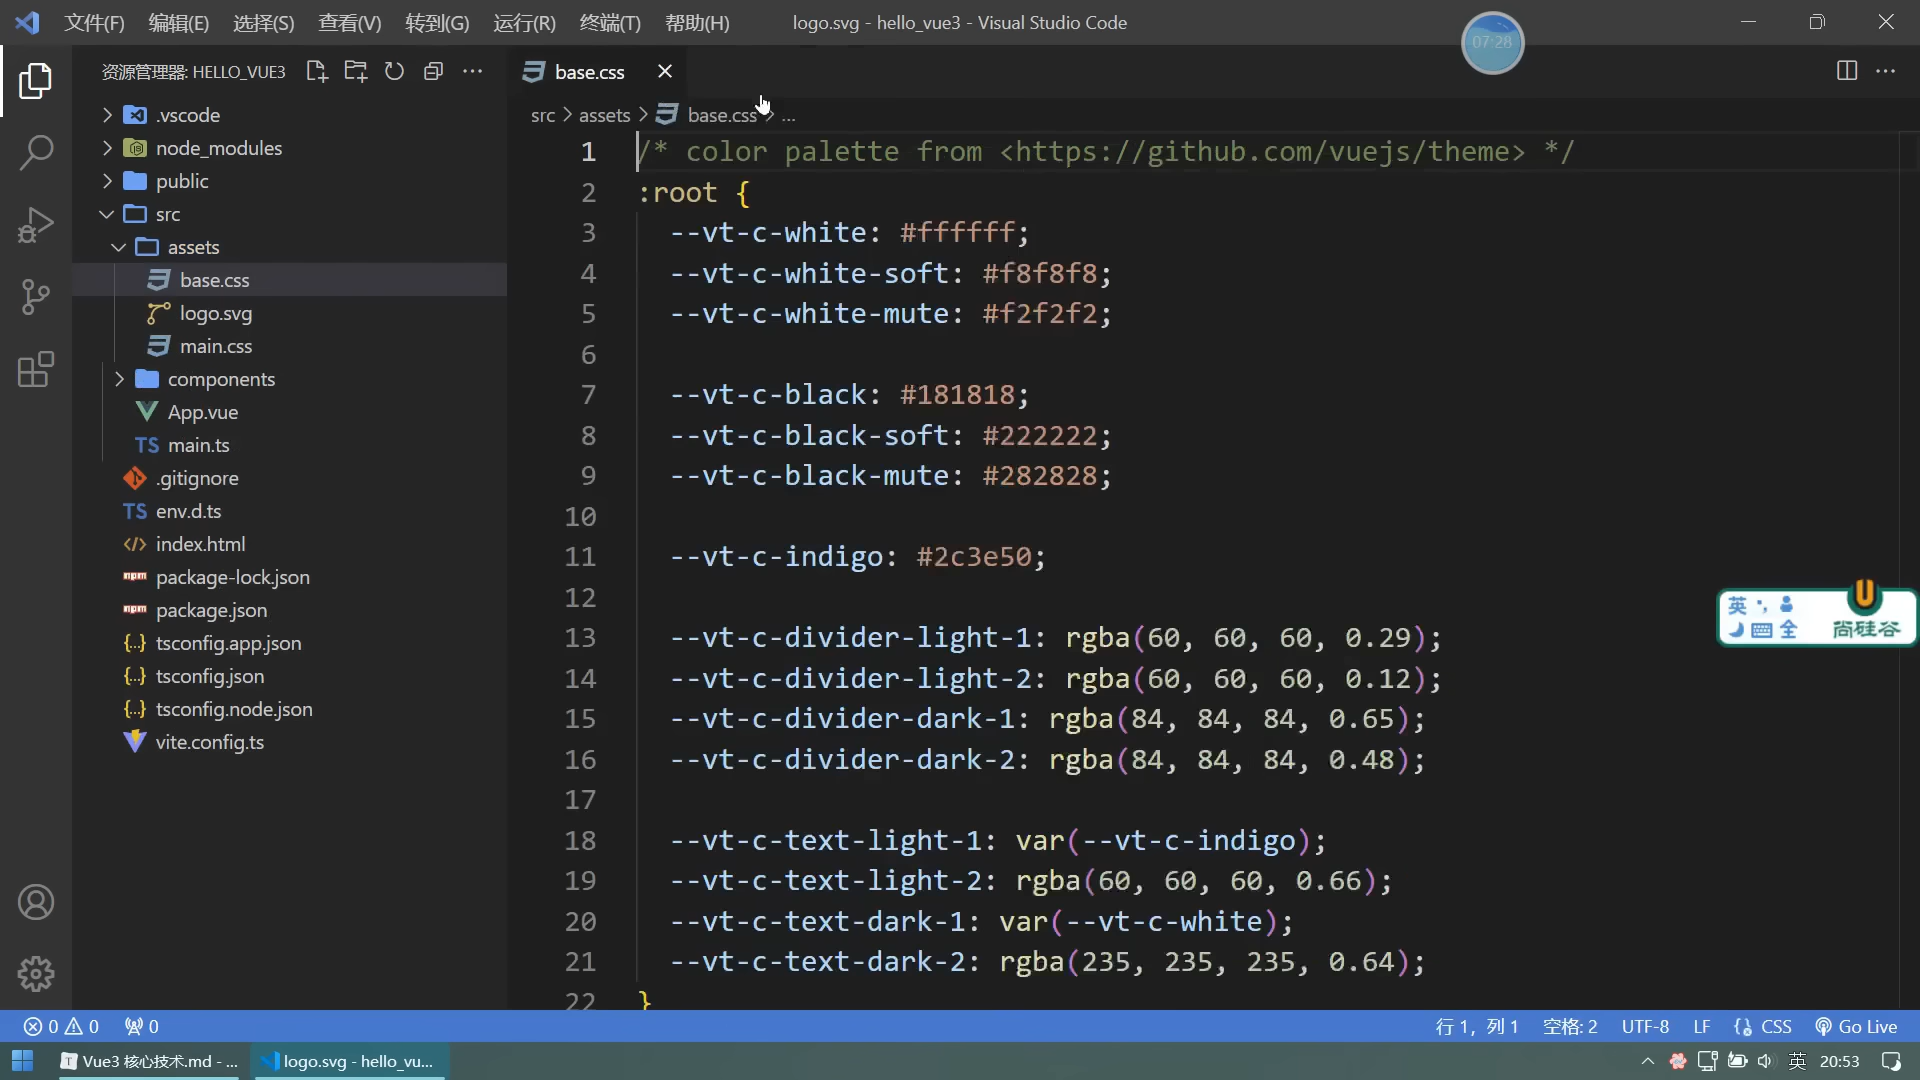 文件(F) 编辑(E) 选择(S) 查看(V) 转到(G) 运行(R) 终端(T) 帮助(H) logo.svg - hello_vue3 - Visual Studio Code
07:28
资源管理器: HELLO_VUE3
.vscode
node_modules
public
src
assets
base.css
logo.svg
main.css
components
App.vue
TS main.ts
.gitignore
TS env.d.ts
index.html
package-lock.json
package.json
tsconfig.app.json
tsconfig.json
tsconfig.node.json
vite.config.ts
base.css
src > assets > base.css > ...
1 /* color palette from <https://github.com/vuejs/theme> */
2 :root {
3 --vt-c-white: #ffffff;
4 --vt-c-white-soft: #f8f8f8;
5 --vt-c-white-mute: #f2f2f2;
6
7 --vt-c-black: #181818;
8 --vt-c-black-soft: #222222;
9 --vt-c-black-mute: #282828;
10
11 --vt-c-indigo: #2c3e50;
12
13 --vt-c-divider-light-1: rgba(60, 60, 60, 0.29);
14 --vt-c-divider-light-2: rgba(60, 60, 60, 0.12);
15 --vt-c-divider-dark-1: rgba(84, 84, 84, 0.65);
16 --vt-c-divider-dark-2: rgba(84, 84, 84, 0.48);
17
18 --vt-c-text-light-1: var(--vt-c-indigo);
19 --vt-c-text-light-2: rgba(60, 60, 60, 0.66);
20 --vt-c-text-dark-1: var(--vt-c-white);
21 --vt-c-text-dark-2: rgba(235, 235, 235, 0.64);
22 }
英
全 尚硅谷
0 0 0 行 1, 列 1 空格: 2 UTF-8 LF CSS Go Live
Vue3 核心技术.md - ... logo.svg - hello_vu... 英 20:53